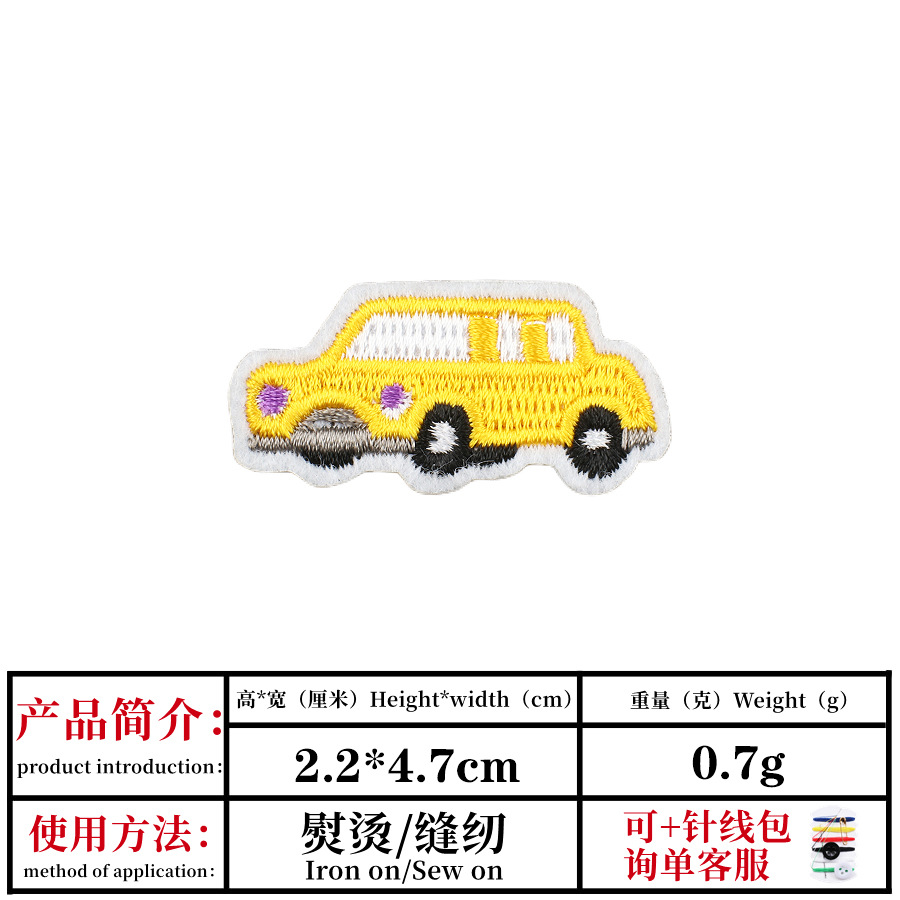 产品简介：
product introduction：
高*宽（厘米）Height*width（cm）
重量（克）Weight（g）
2.2*4.7cm
0.7g
使用方法：
method of application：
熨烫/缝纫
Iron on/Sew on
可+针线包
询单客服